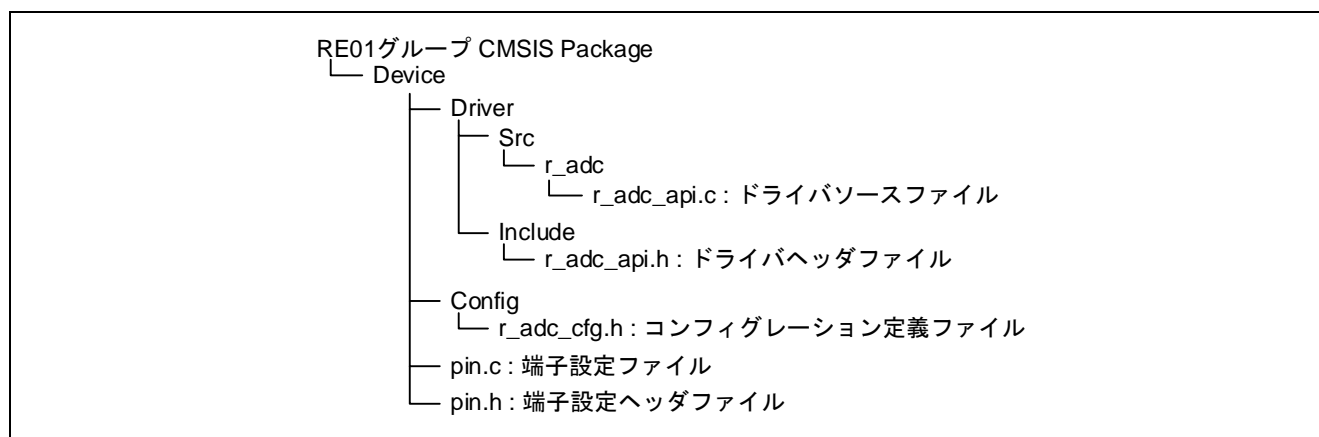 RE01グループ CMSIS Package
Device
Driver
Src
r_adc
r_adc_api.c : ドライバソースファイル
Include
r_adc_api.h : ドライバヘッダファイル
Config
r_adc_cfg.h : コンフィグレーション定義ファイル
pin.c : 端子設定ファイル
pin.h : 端子設定ヘッダファイル